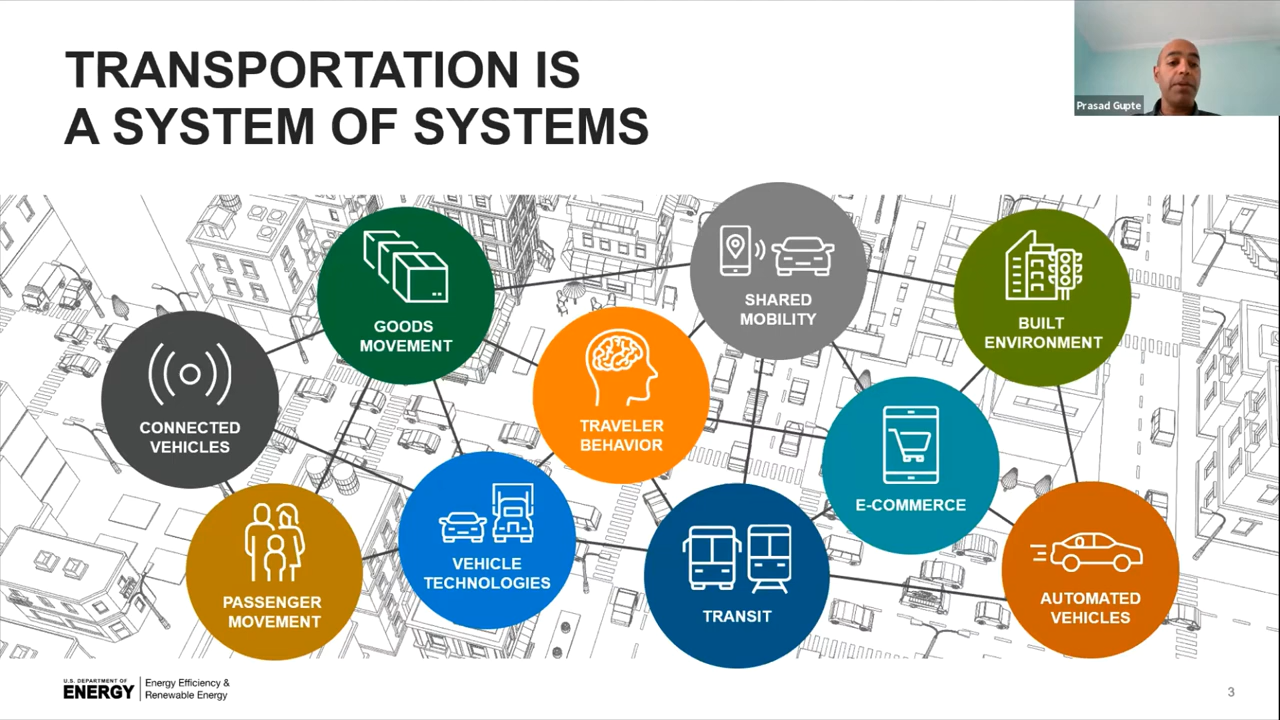 TRANSPORTATION IS
A SYSTEM OF SYSTEMS
Prasad Gupte
GOODS
MOVEMENT
SHARED
MOBILITY
BUILT
ENVIRONMENT
CONNECTED
VEHICLES
TRAVELER
BEHAVIOR
E-COMMERCE
PASSENGER
MOVEMENT
VEHICLE
TECHNOLOGIES
TRANSIT
AUTOMATED
VEHICLES
U.S. DEPARTMENT OF
ENERGY
Energy Efficiency &
Renewable Energy
3